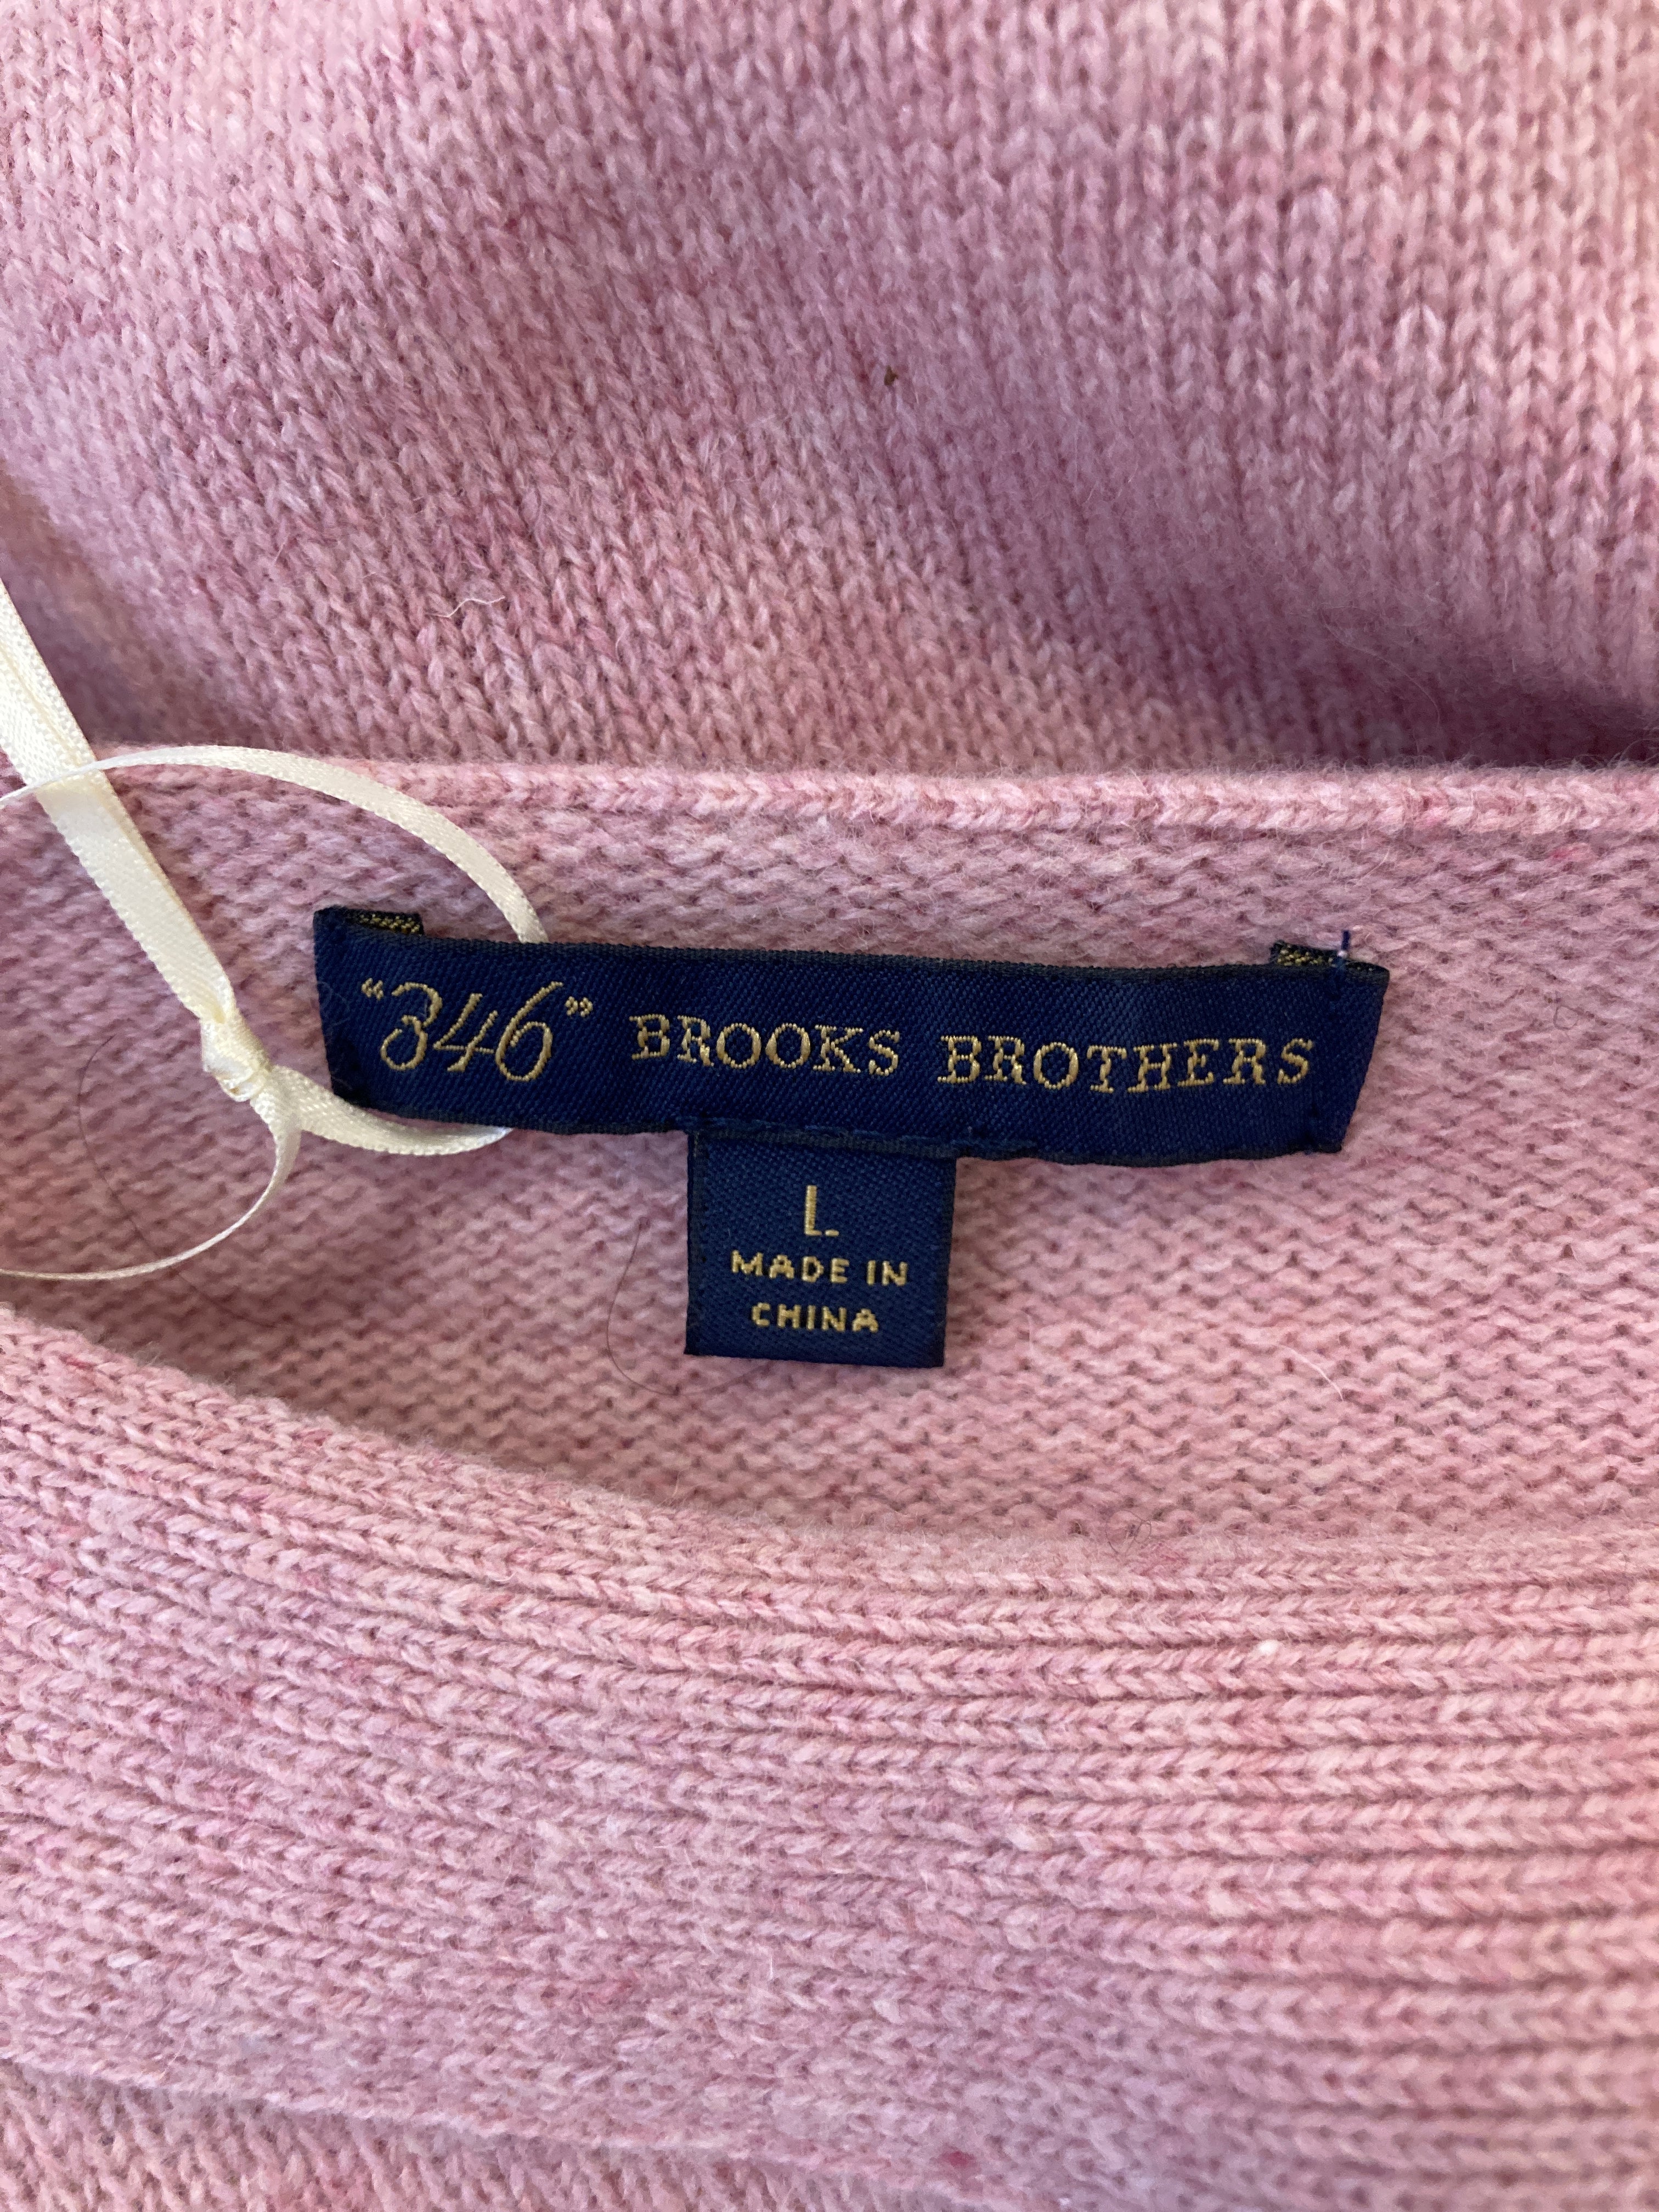 “346” BROOKS BROTHERS
L
MADE IN
CHINA